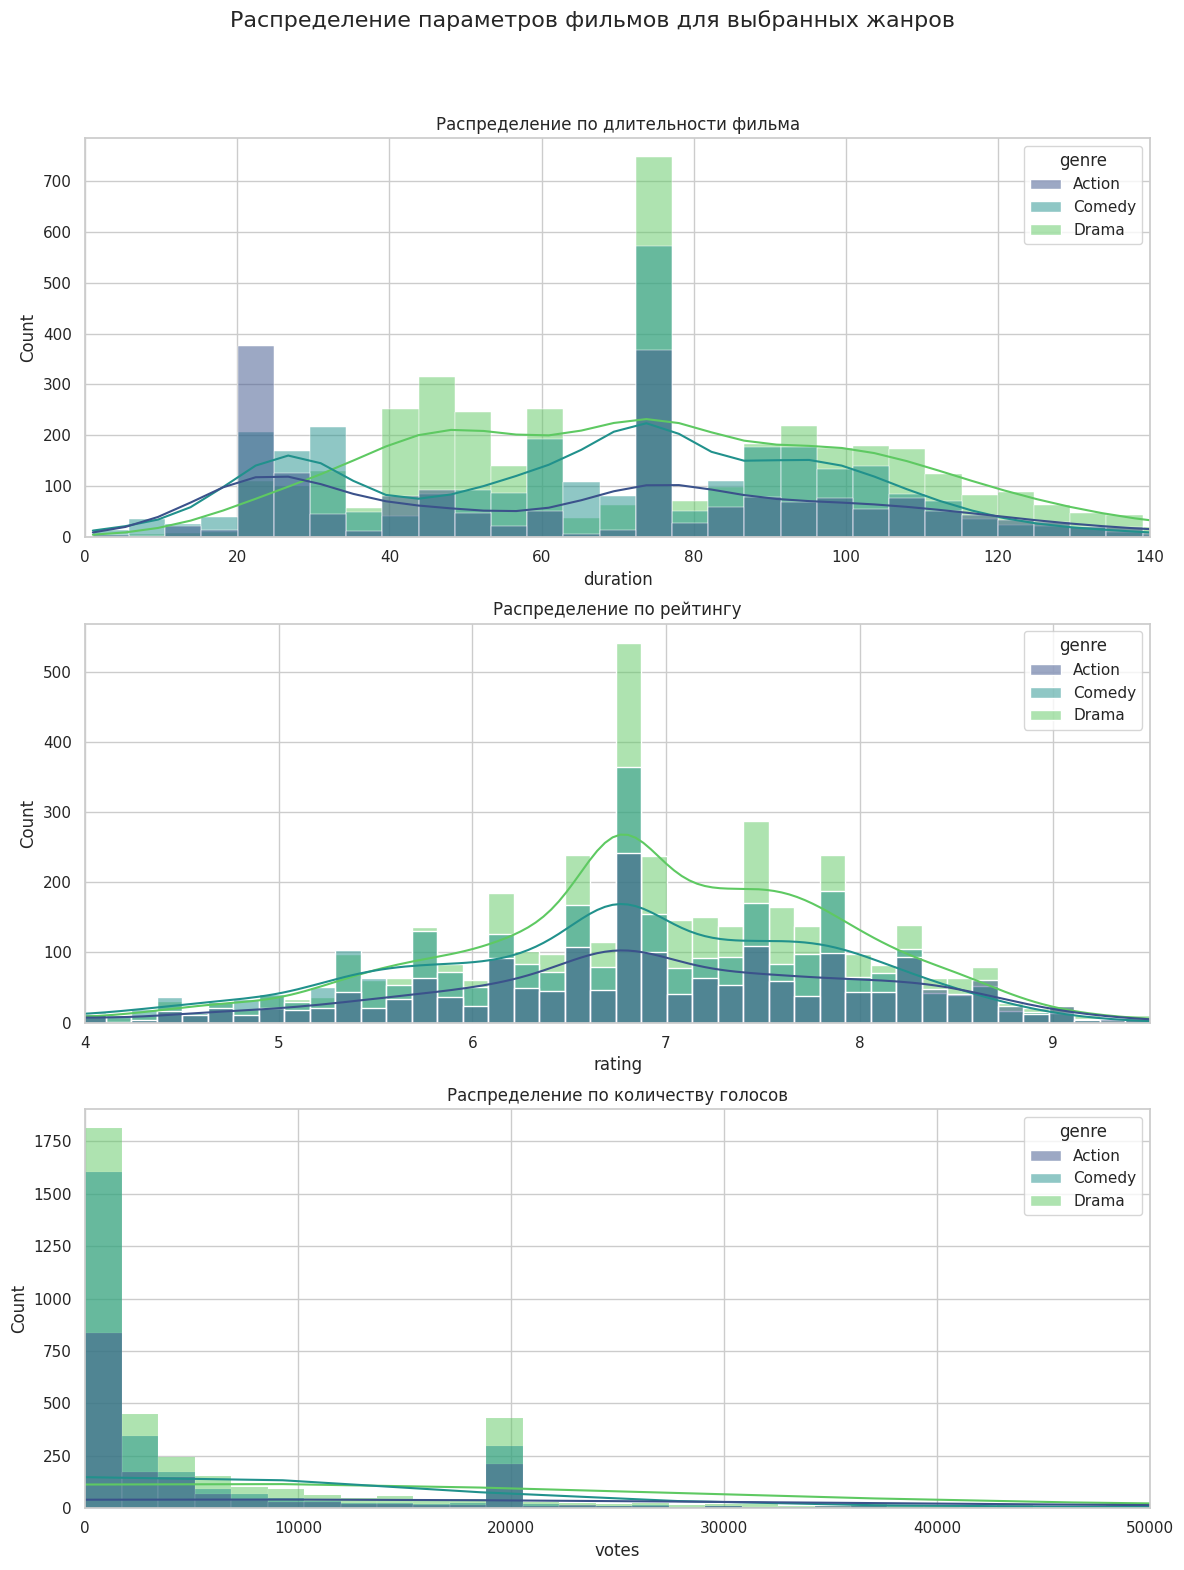 Распределение параметров фильмов для выбранных жанров
Распределение по длительности фильма
genre
Action
Comedy
Drama
Count
700
600
500
400
300
200
100
0
0 20 40 60 80 100 120 140
duration
Распределение по рейтингу
genre
Action
Comedy
Drama
Count
500
400
300
200
100
0
4 5 6 7 8 9
rating
Распределение по количеству голосов
genre
Action
Comedy
Drama
Count
1750
1500
1250
1000
750
500
250
0
0 10000 20000 30000 40000 50000
votes